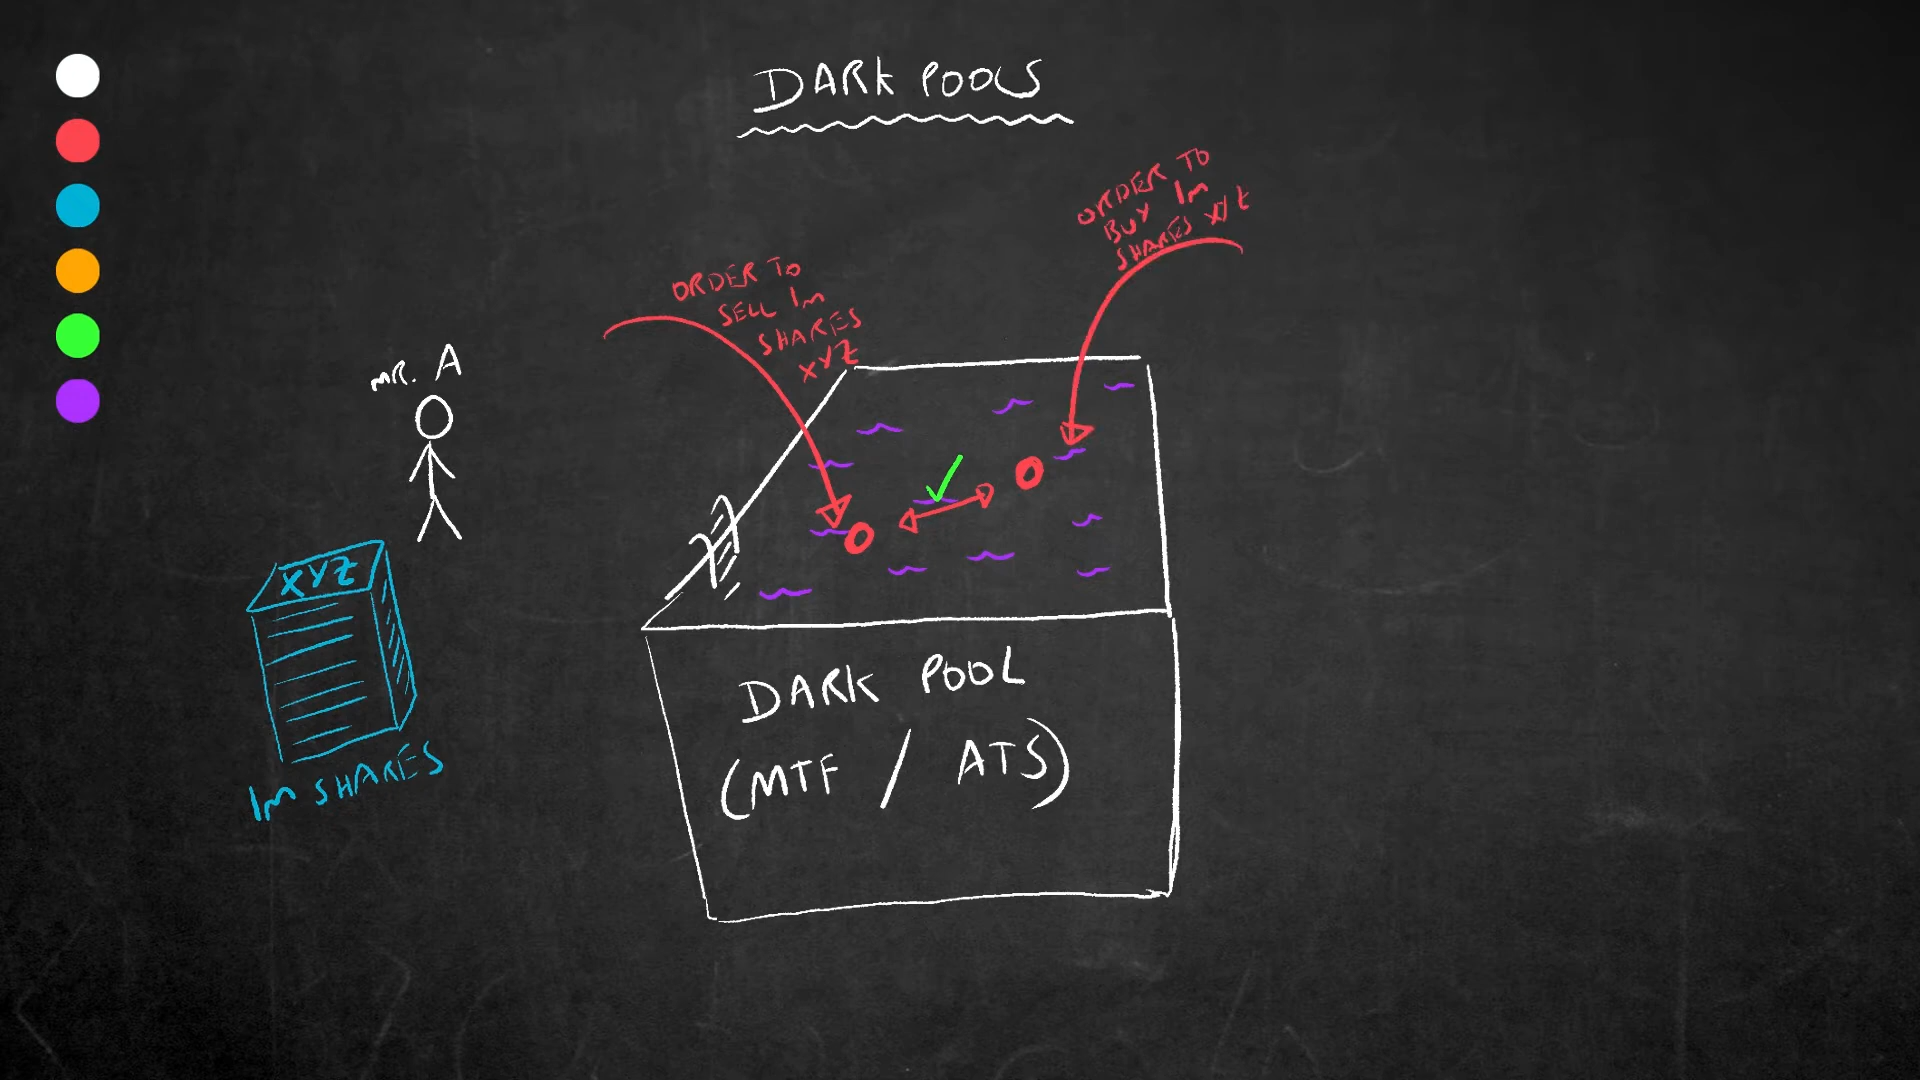 DARK POOLS
ORDER TO
BUY 1m
SHARES XYZ
ORDER TO
SELL 1m
SHARES
XYZ
MR. A
XYZ
1m SHARES
DARK POOL
(MTF / ATS)